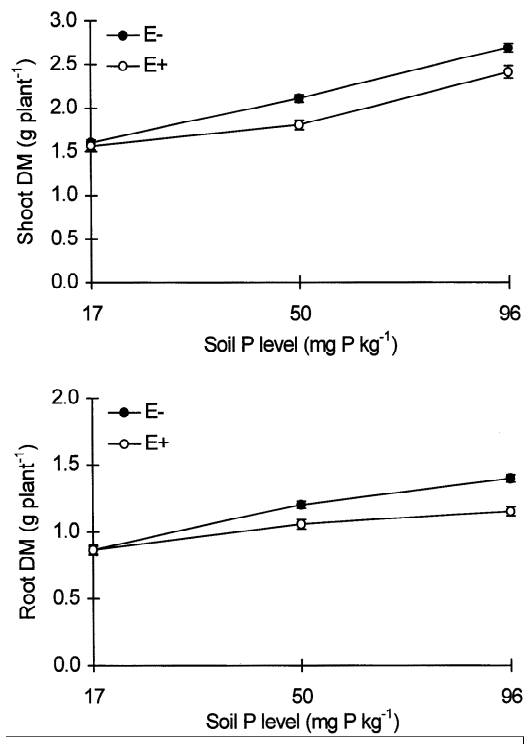 E-
E+
3.0
2.5
2.0
1.5
1.0
0.5
0.0
Shoot DM (g plant⁻¹)
17 50 96
Soil P level (mg P kg⁻¹)
E-
E+
2.0
1.5
1.0
0.5
0.0
Root DM (g plant⁻¹)
17 50 96
Soil P level (mg P kg⁻¹)